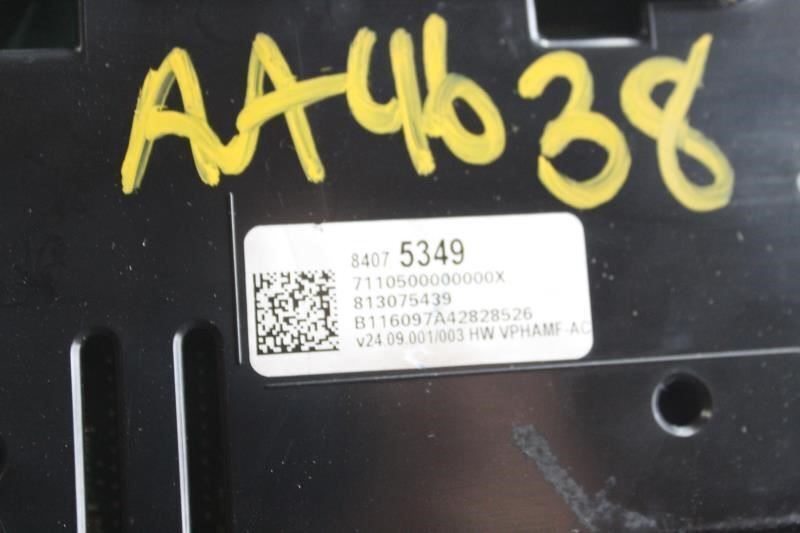 AA4638
8407 5349
7110500000000X
813075439
B116097A42828526
v24.09.001/003 HW VPHAMF-AC